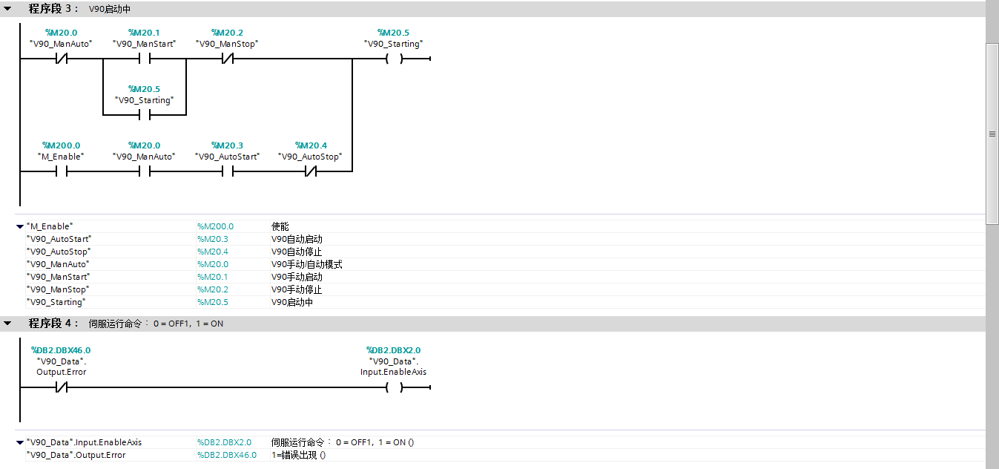 程序段 3： V90启动中
%M20.0 %M20.1 %M20.2 %M20.5
"V90_ManAuto" "V90_ManStart" "V90_ManStop" "V90_Starting"
%M20.5
"V90_Starting"
%M200.0 %M20.0 %M20.3 %M20.4
"M_Enable" "V90_ManAuto" "V90_AutoStart" "V90_AutoStop"
"M_Enable" %M200.0 使能
"V90_AutoStart" %M20.3 V90自动启动
"V90_AutoStop" %M20.4 V90自动停止
"V90_ManAuto" %M20.0 V90手动/自动模式
"V90_ManStart" %M20.1 V90手动启动
"V90_ManStop" %M20.2 V90手动停止
"V90_Starting" %M20.5 V90启动中
程序段 4： 伺服运行命令：0 = OFF1, 1 = ON
%DB2.DBX46.0 %DB2.DBX2.0
"V90_Data". "V90_Data".
Output.Error Input.EnableAxis
"V90_Data".Input.EnableAxis %DB2.DBX2.0 伺服运行命令：0 = OFF1, 1 = ON ()
"V90_Data".Output.Error %DB2.DBX46.0 1=错误出现 ()